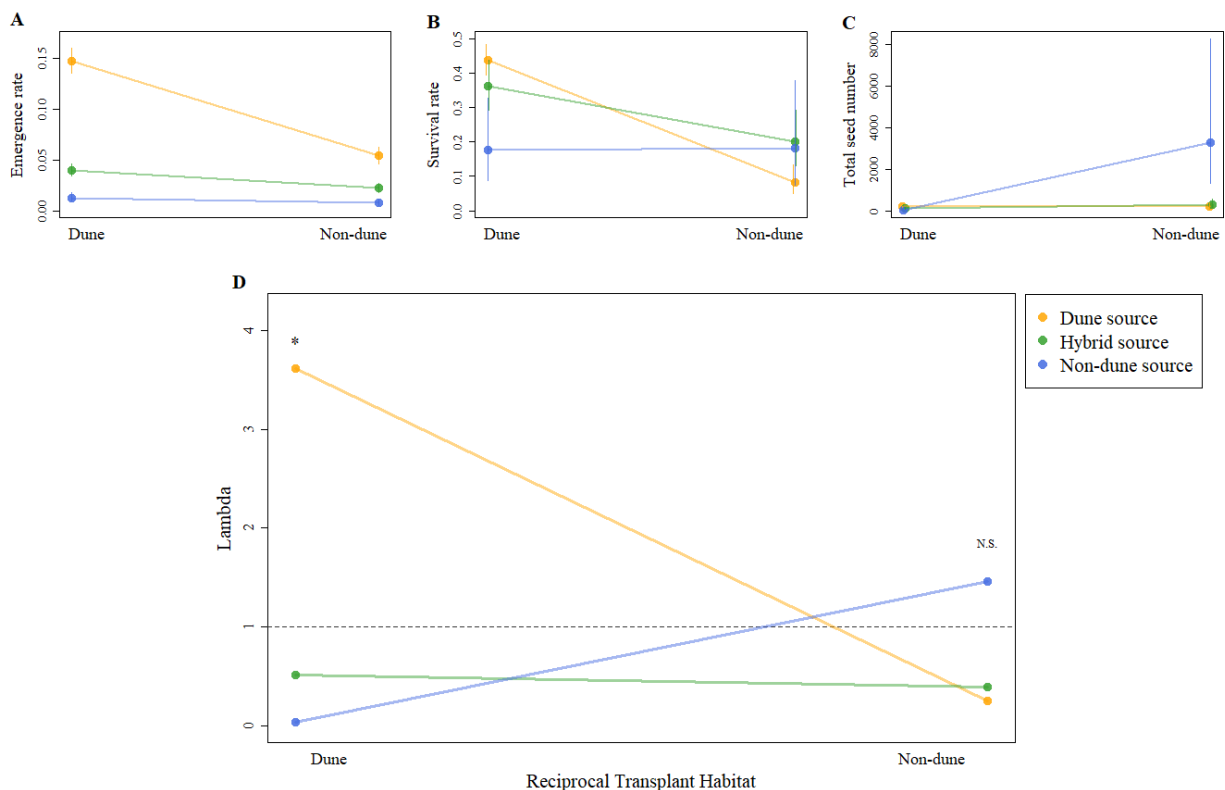 A
Emergence rate
0.15
0.10
0.05
0.00
Dune
Non-dune
B
Survival rate
0.5
0.4
0.3
0.2
0.1
0.0
Dune
Non-dune
C
Total seed number
8000
6000
4000
2000
0
Dune
Non-dune
D
Lambda
4
3
2
1
0
*
N.S.
Dune
Non-dune
Reciprocal Transplant Habitat
Dune source
Hybrid source
Non-dune source